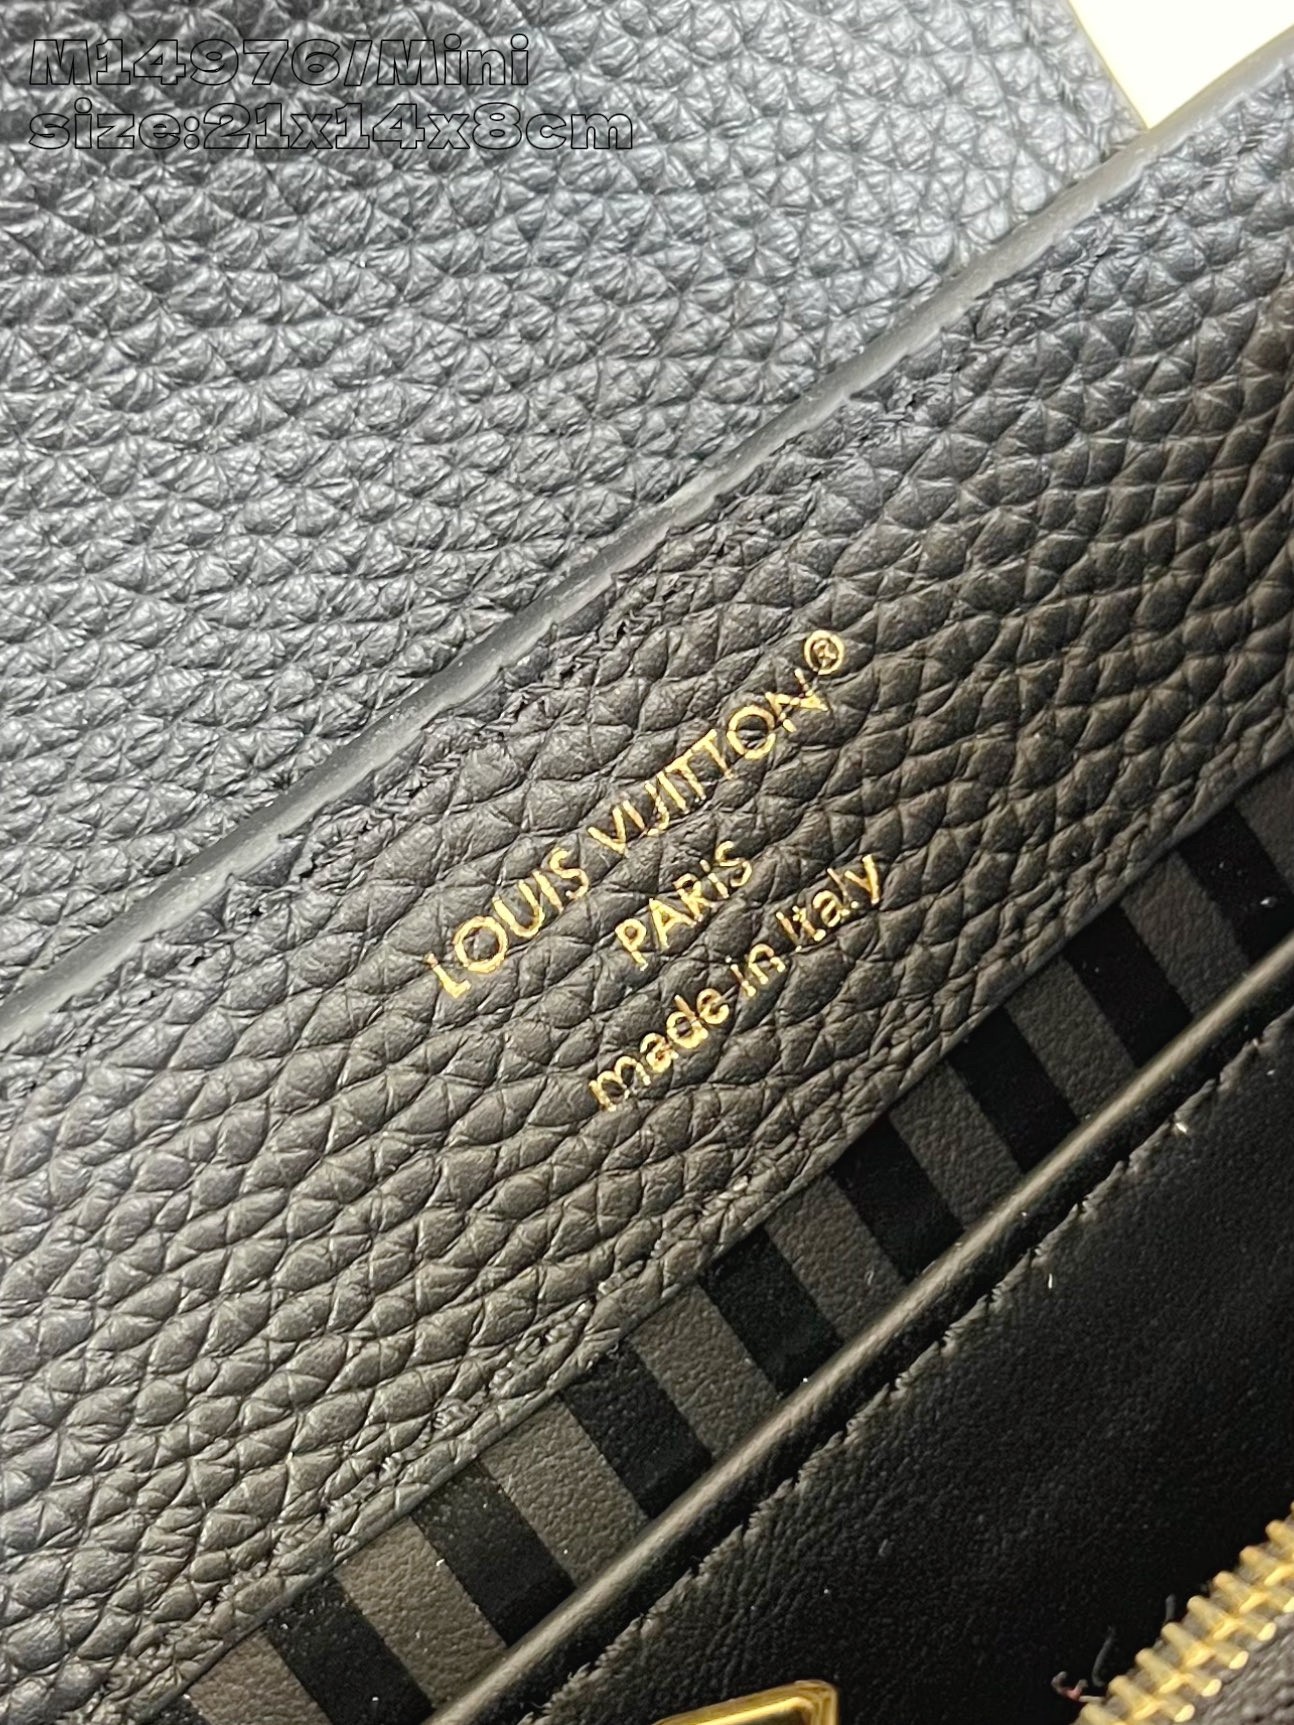 M14976/Mini
size:21x14x8cm
LOUIS VUITTON®
PARIS
made in Italy